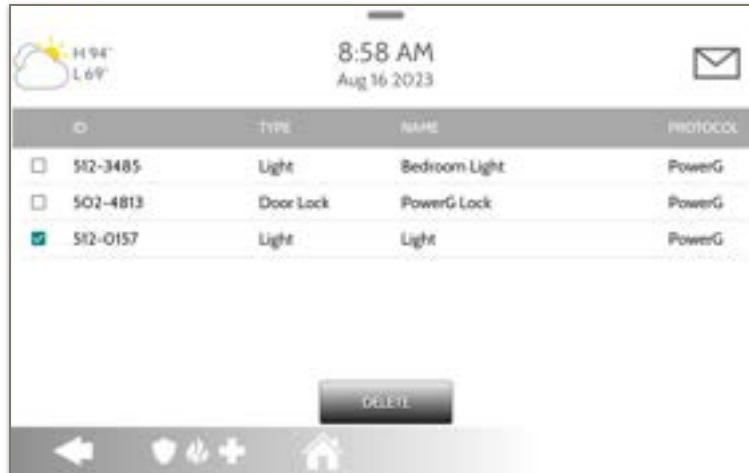 H 94°
L 69°
8:58 AM
Aug 16 2023
ID TYPE NAME PROTOCOL
512-3485 Light Bedroom Light PowerG
502-4813 Door Lock PowerG Lock PowerG
512-0157 Light Light PowerG
DELETE